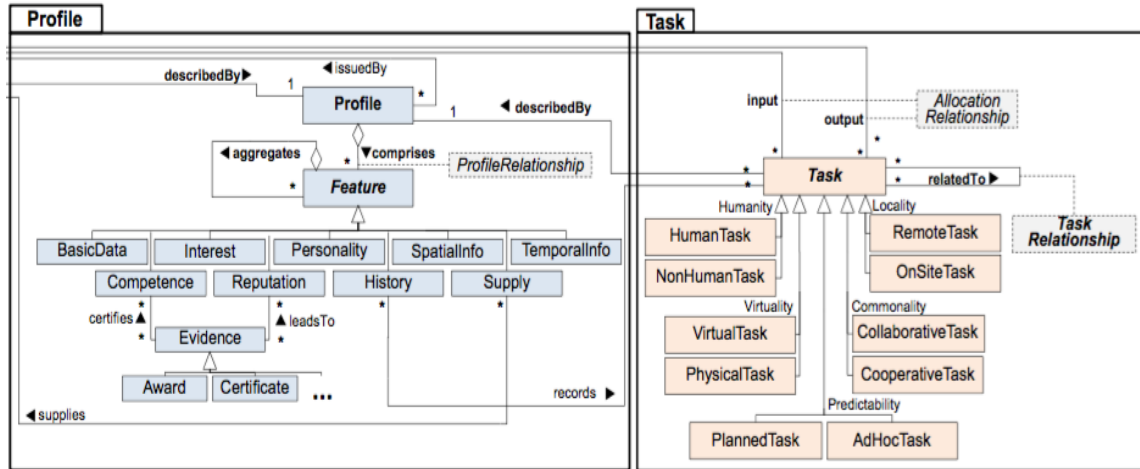 Profile
describedBy ▶
1
◀ issuedBy
*
Profile
1
◀ describedBy
◀ aggregates
▼comprises
*
*
ProfileRelationship
Feature
BasicData
Interest
Personality
SpatialInfo
TemporalInfo
Competence
Reputation
History
Supply
*
*
*
*
certifies ▲
▲ leadsTo
*
*
Evidence
Award
Certificate
...
◀ supplies
records ▶
Task
input
output
Allocation
Relationship
*
*
*
*
*
*
*
Task
relatedTo ▶
Task
Relationship
Humanity
Locality
HumanTask
NonHumanTask
RemoteTask
OnSiteTask
Virtuality
Commonality
VirtualTask
PhysicalTask
CollaborativeTask
CooperativeTask
Predictability
PlannedTask
AdHocTask